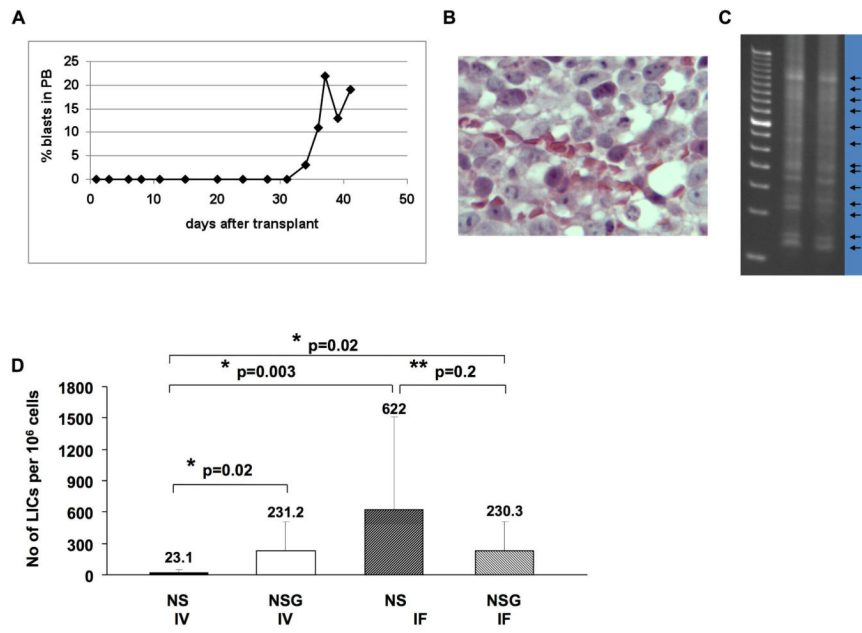 A
B
C
% blasts in PB
25
20
15
10
5
0
0 10 20 30 40 50
days after transplant
D
* p=0.02
* p=0.003
** p=0.2
* p=0.02
No of LICs per 10⁶ cells
1800
1500
1200
900
600
300
0
23.1
231.2
622
230.3
NS NSG NS NSG
IV IV IF IF